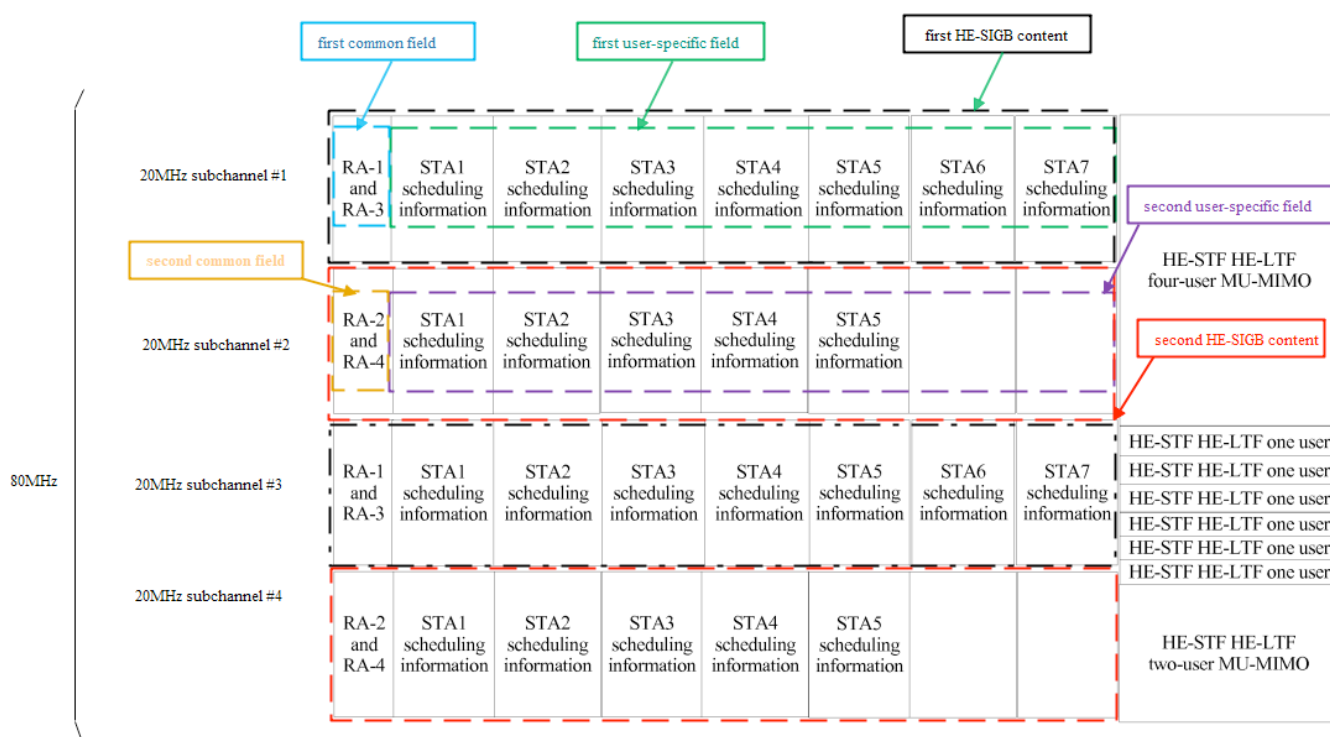 first common field
first user-specific field
first HE-SIGB content
20MHz subchannel #1
RA-1
and
RA-3
STA1
scheduling
information
STA2
scheduling
information
STA3
scheduling
information
STA4
scheduling
information
STA5
scheduling
information
STA6
scheduling
information
STA7
scheduling
information
second user-specific field
second common field
HE-STF HE-LTF
four-user MU-MIMO
20MHz subchannel #2
RA-2
and
RA-4
STA1
scheduling
information
STA2
scheduling
information
STA3
scheduling
information
STA4
scheduling
information
STA5
scheduling
information
second HE-SIGB content
80MHz
20MHz subchannel #3
RA-1
and
RA-3
STA1
scheduling
information
STA2
scheduling
information
STA3
scheduling
information
STA4
scheduling
information
STA5
scheduling
information
STA6
scheduling
information
STA7
scheduling
information
HE-STF HE-LTF one user
HE-STF HE-LTF one user
HE-STF HE-LTF one user
HE-STF HE-LTF one user
HE-STF HE-LTF one user
HE-STF HE-LTF one user
20MHz subchannel #4
RA-2
and
RA-4
STA1
scheduling
information
STA2
scheduling
information
STA3
scheduling
information
STA4
scheduling
information
STA5
scheduling
information
HE-STF HE-LTF
two-user MU-MIMO